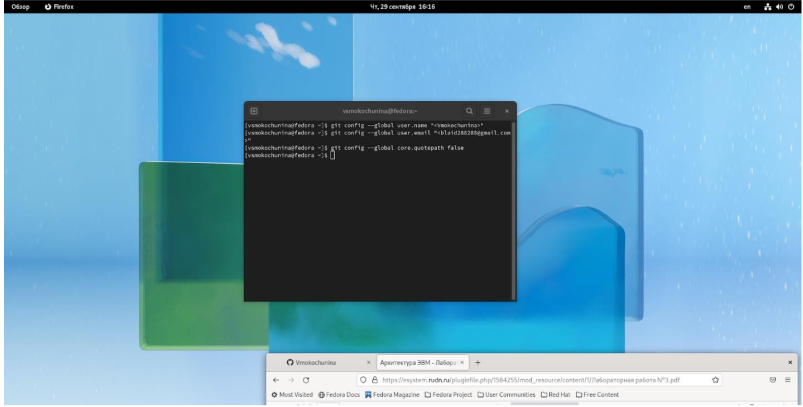 Обзор Firefox Чт, 29 сентября 16:16 en
vsmokochunina@fedora:~
[vsmokochunina@fedora ~]$ git config --global user.name "<Vmokochunina>"
[vsmokochunina@fedora ~]$ git config --global user.email "<blaid288288@gmail.com
>"
[vsmokochunina@fedora ~]$ git config --global core.quotepath false
[vsmokochunina@fedora ~]$
Vmokochunina × Архитектура ЭВМ - Лабора × +
https://esystem.rudn.ru/pluginfile.php/1584255/mod_resource/content/1/Лабораторная работа №3.pdf
Most Visited Fedora Docs Fedora Magazine Fedora Project User Communities Red Hat Free Content